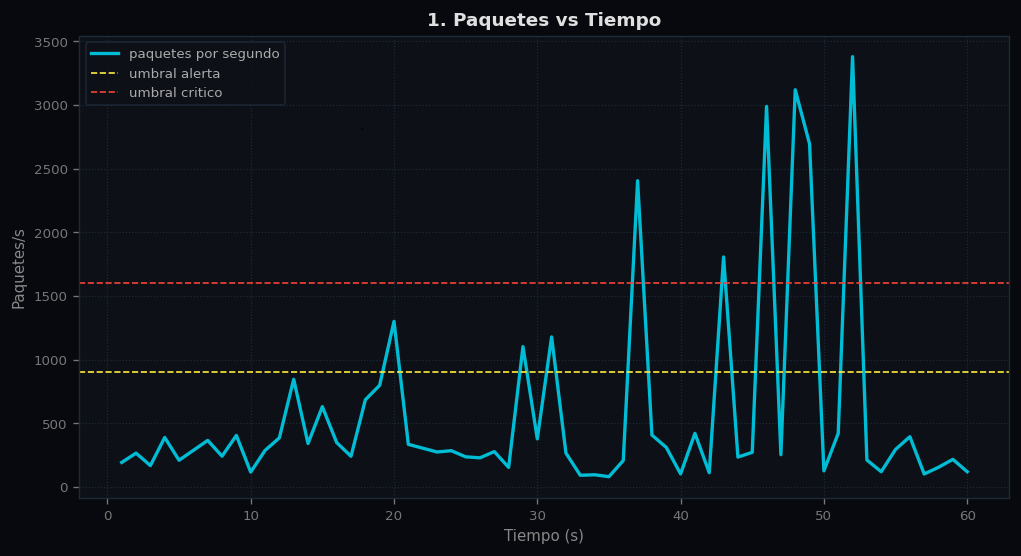 1. Paquetes vs Tiempo
paquetes por segundo
umbral alerta
umbral critico
3500
3000
2500
2000
1500
1000
500
0
Paquetes/s
0 10 20 30 40 50 60
Tiempo (s)